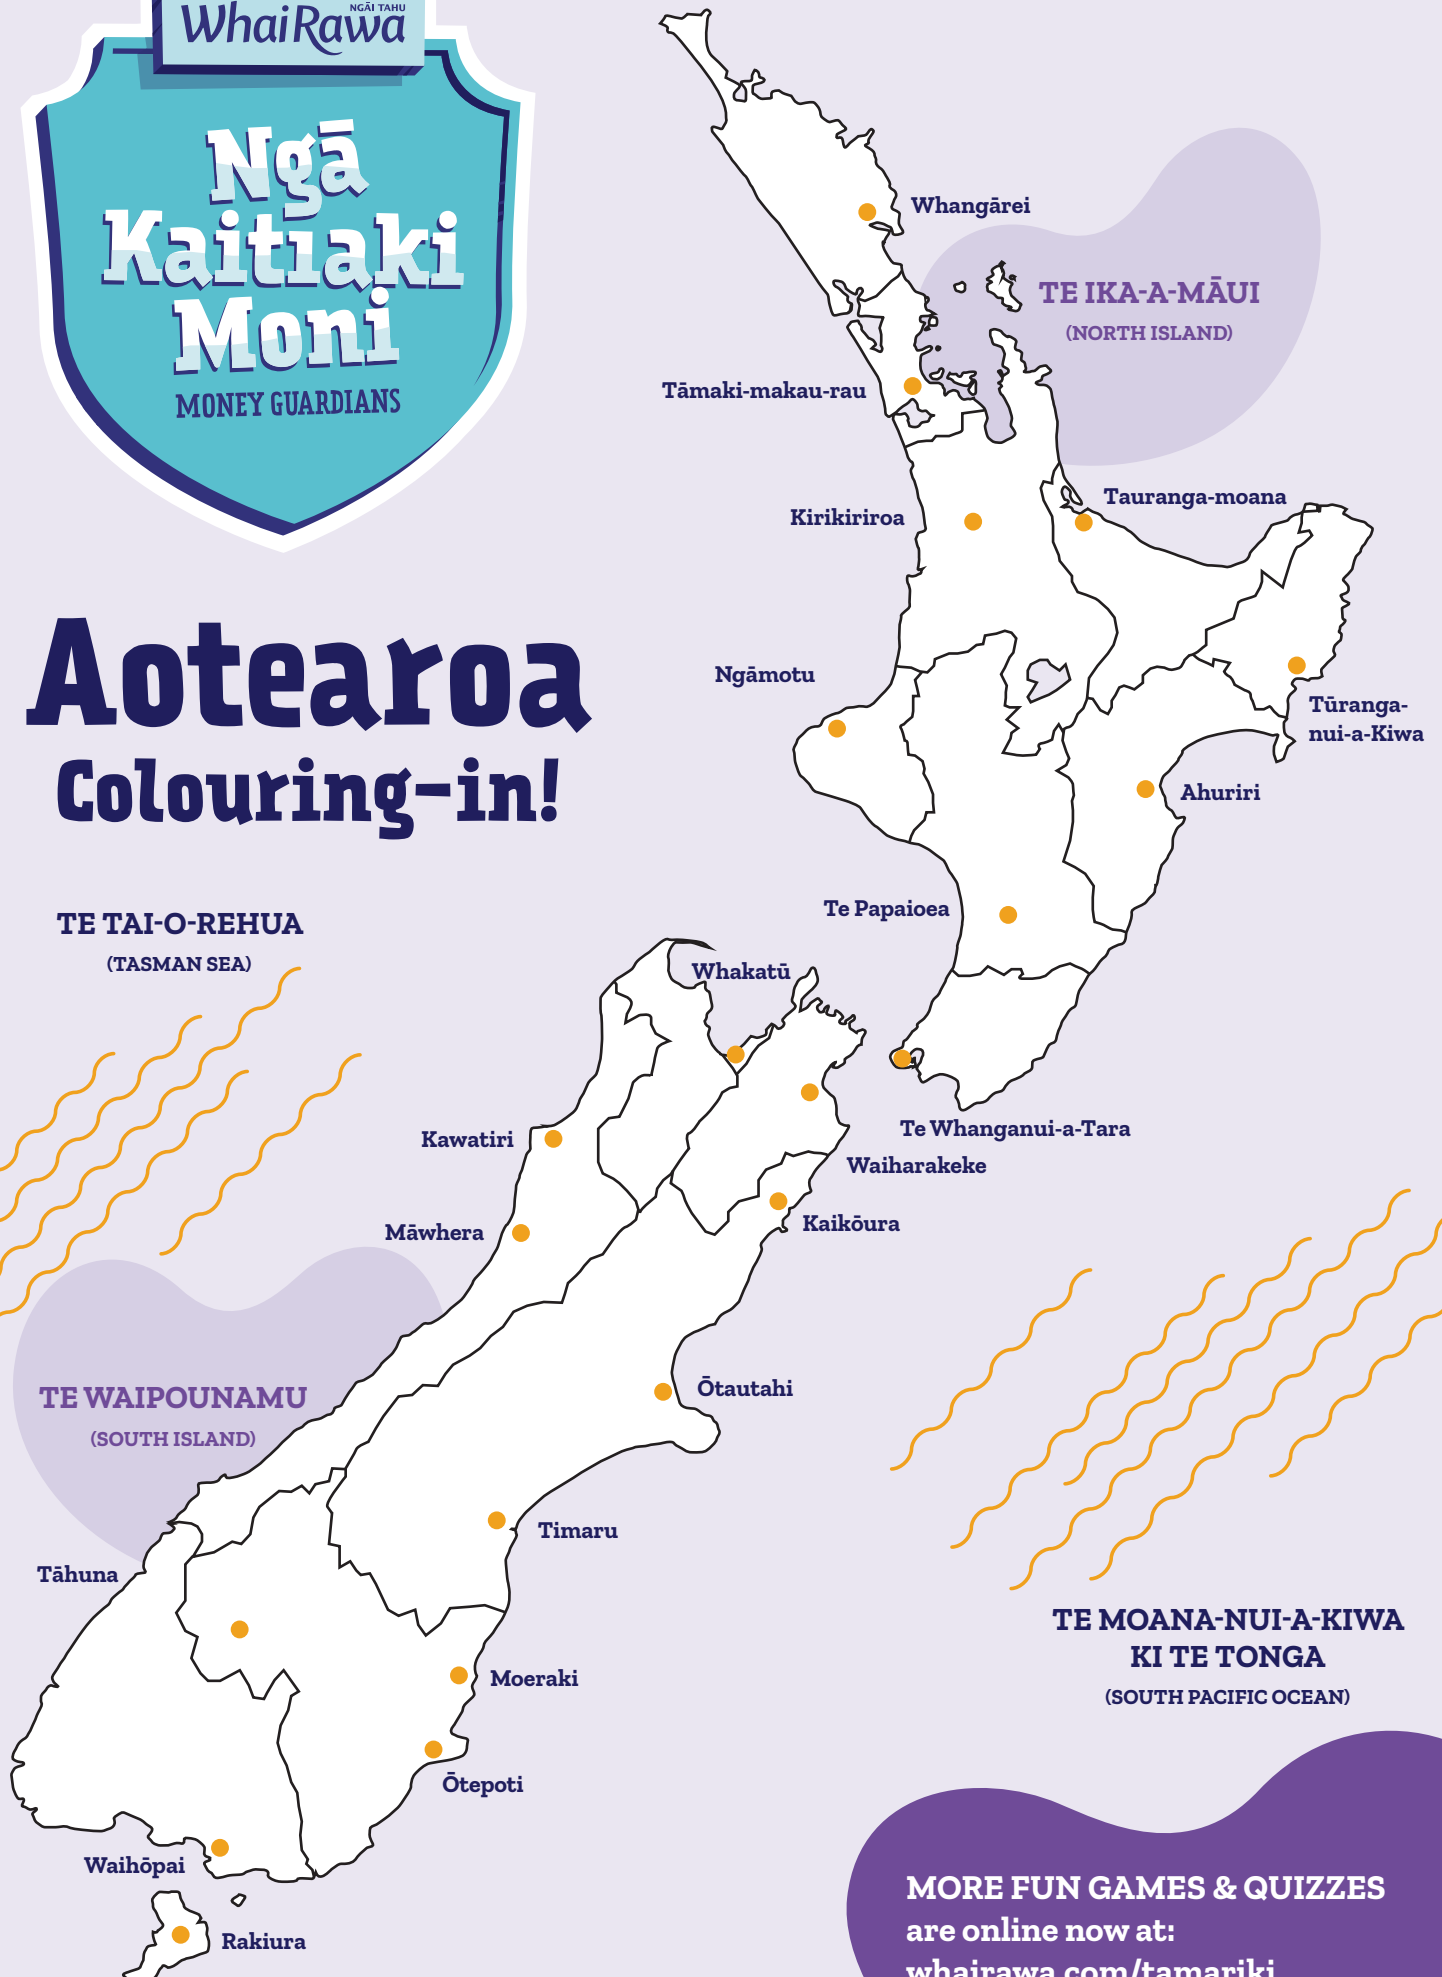 NGĀI TAHU
WhaiRawa
Ngā
Kaitiaki
Moni
MONEY GUARDIANS
Aotearoa
Colouring-in!
Whangārei
TE IKA-A-MĀUI
(NORTH ISLAND)
Tāmaki-makau-rau
Tauranga-moana
Kirikiriroa
Ngāmotu
Tūranga-
nui-a-Kiwa
Ahuriri
Te Papaioea
TE TAI-O-REHUA
(TASMAN SEA)
Whakatū
Te Whanganui-a-Tara
Kawatiri
Waiharakeke
Māwhera
Kaikōura
TE WAIPOUNAMU
(SOUTH ISLAND)
Ōtautahi
Timaru
Tāhuna
TE MOANA-NUI-A-KIWA
KI TE TONGA
(SOUTH PACIFIC OCEAN)
Moeraki
Ōtepoti
Waihōpai
Rakiura
MORE FUN GAMES & QUIZZES
are online now at:
whairawa.com/tamariki